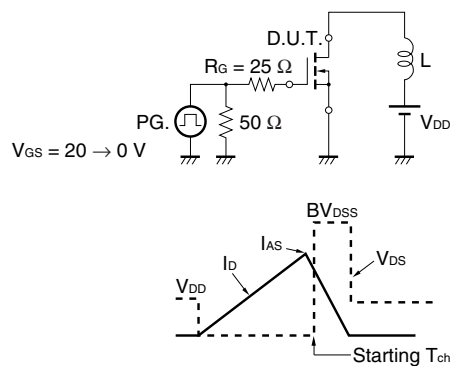 D.U.T.
RG = 25 Ω
L
PG.
50 Ω
VDD
VGS = 20 → 0 V
BVDSS
IAS
ID
VDS
VDD
Starting Tch